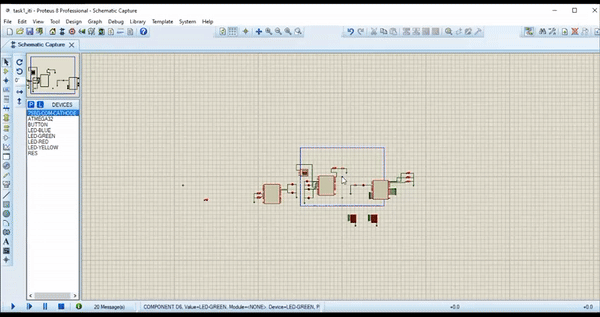 task1_iti - Proteus 8 Professional - Schematic Capture
File Edit View Tool Design Graph Debug Library Template System Help
Schematic Capture
P L DEVICES
7SEG-COM-CATHODE
ATMEGA32
BUTTON
LED-BLUE
LED-GREEN
LED-RED
LED-YELLOW
RES
20 Message(s)
COMPONENT D6, Value=LED-GREEN, Module=<NONE>, Device=LED-GREEN, P
+0.0
+0.0